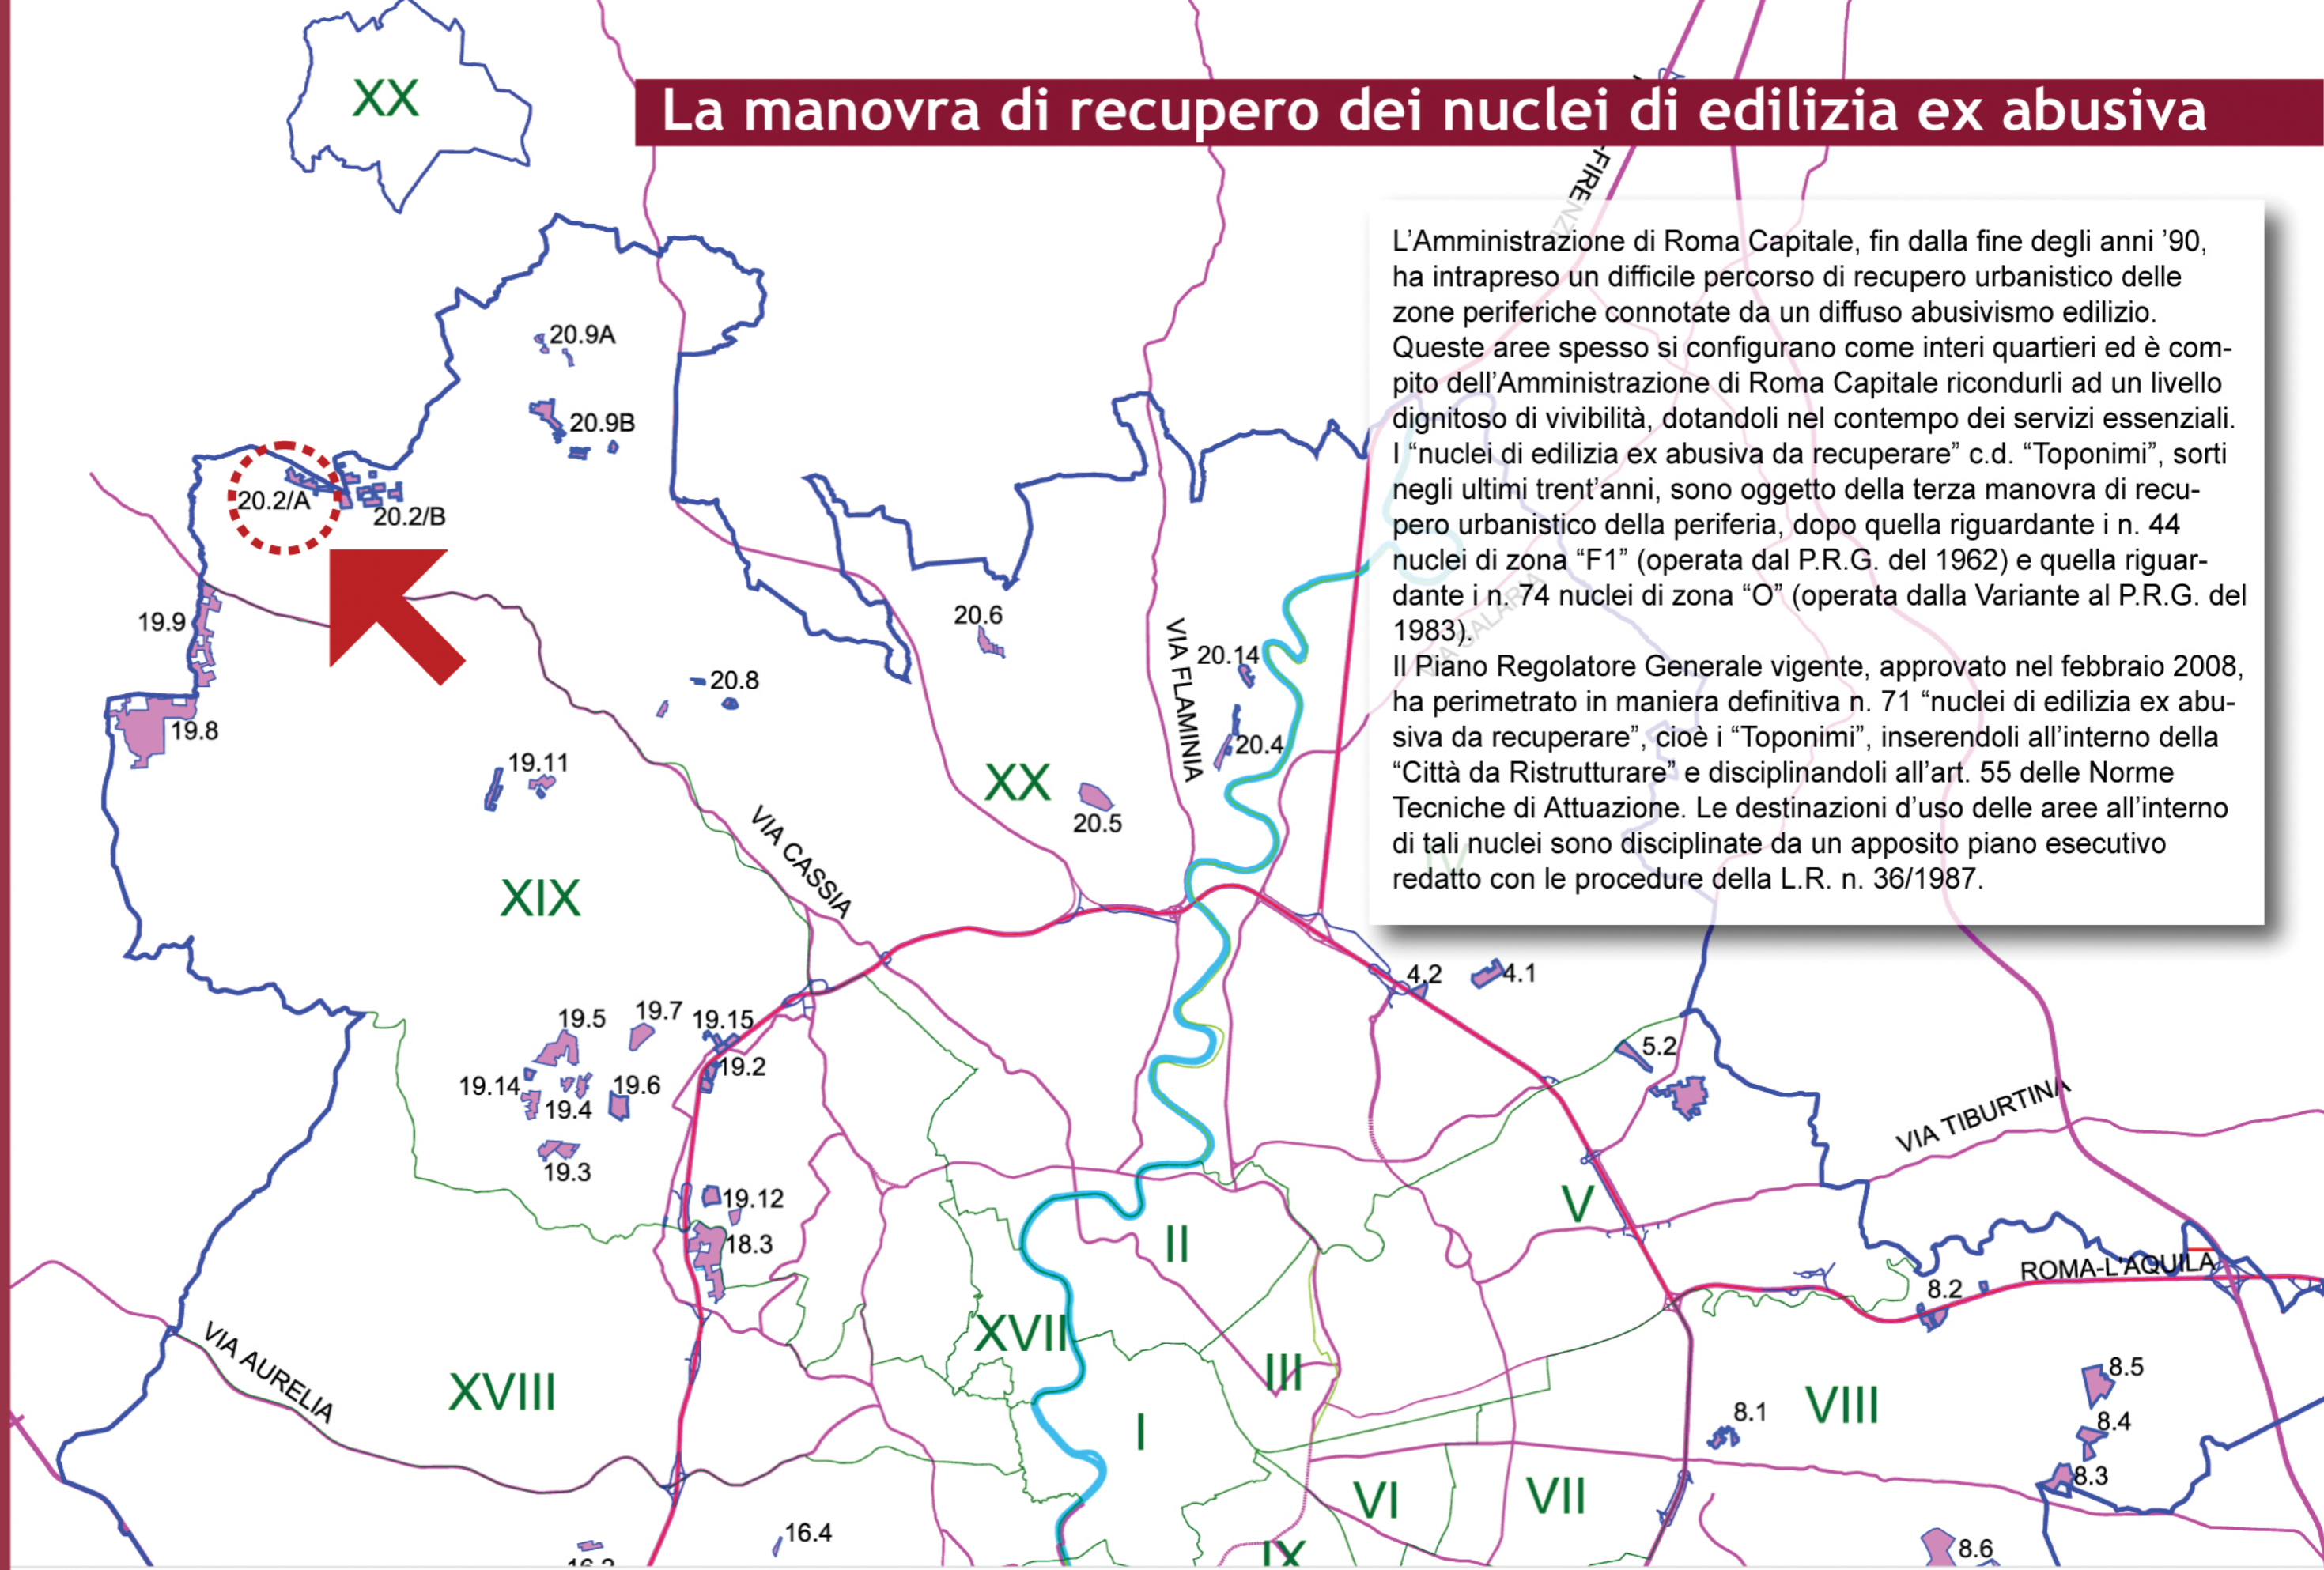 XX
La manovra di recupero dei nuclei di edilizia ex abusiva
-FIRENZI
L’Amministrazione di Roma Capitale, fin dalla fine degli anni ’90,
ha intrapreso un difficile percorso di recupero urbanistico delle
zone periferiche connotate da un diffuso abusivismo edilizio.
Queste aree spesso si configurano come interi quartieri ed è com-
pito dell’Amministrazione di Roma Capitale ricondurli ad un livello
dignitoso di vivibilità, dotandoli nel contempo dei servizi essenziali.
I “nuclei di edilizia ex abusiva da recuperare” c.d. “Toponimi”, sorti
negli ultimi trent’anni, sono oggetto della terza manovra di recu-
pero urbanistico della periferia, dopo quella riguardante i n. 44
nuclei di zona “F1” (operata dal P.R.G. del 1962) e quella riguar-
dante i n. 74 nuclei di zona “O” (operata dalla Variante al P.R.G. del
1983).
Il Piano Regolatore Generale vigente, approvato nel febbraio 2008,
ha perimetrato in maniera definitiva n. 71 “nuclei di edilizia ex abu-
siva da recuperare”, cioè i “Toponimi”, inserendoli all’interno della
“Città da Ristrutturare” e disciplinandoli all’art. 55 delle Norme
Tecniche di Attuazione. Le destinazioni d’uso delle aree all’interno
di tali nuclei sono disciplinate da un apposito piano esecutivo
redatto con le procedure della L.R. n. 36/1987.
VIA SALARIA
IV
20.9A
20.9B
20.2/A
20.2/B
19.9
20.6
VIA FLAMINIA
20.14
20.8
19.8
20.4
19.11
XX
20.5
VIA CASSIA
XIX
4.2
4.1
19.5
19.7
19.15
5.2
19.2
19.14
19.6
19.4
VIA TIBURTINA
19.3
19.12
V
18.3
II
ROMA-L'AQUILA
8.2
XVII
VIA AURELIA
III
8.5
XVIII
VIII
8.1
8.4
I
8.3
VI
VII
16.4
IX
8.6